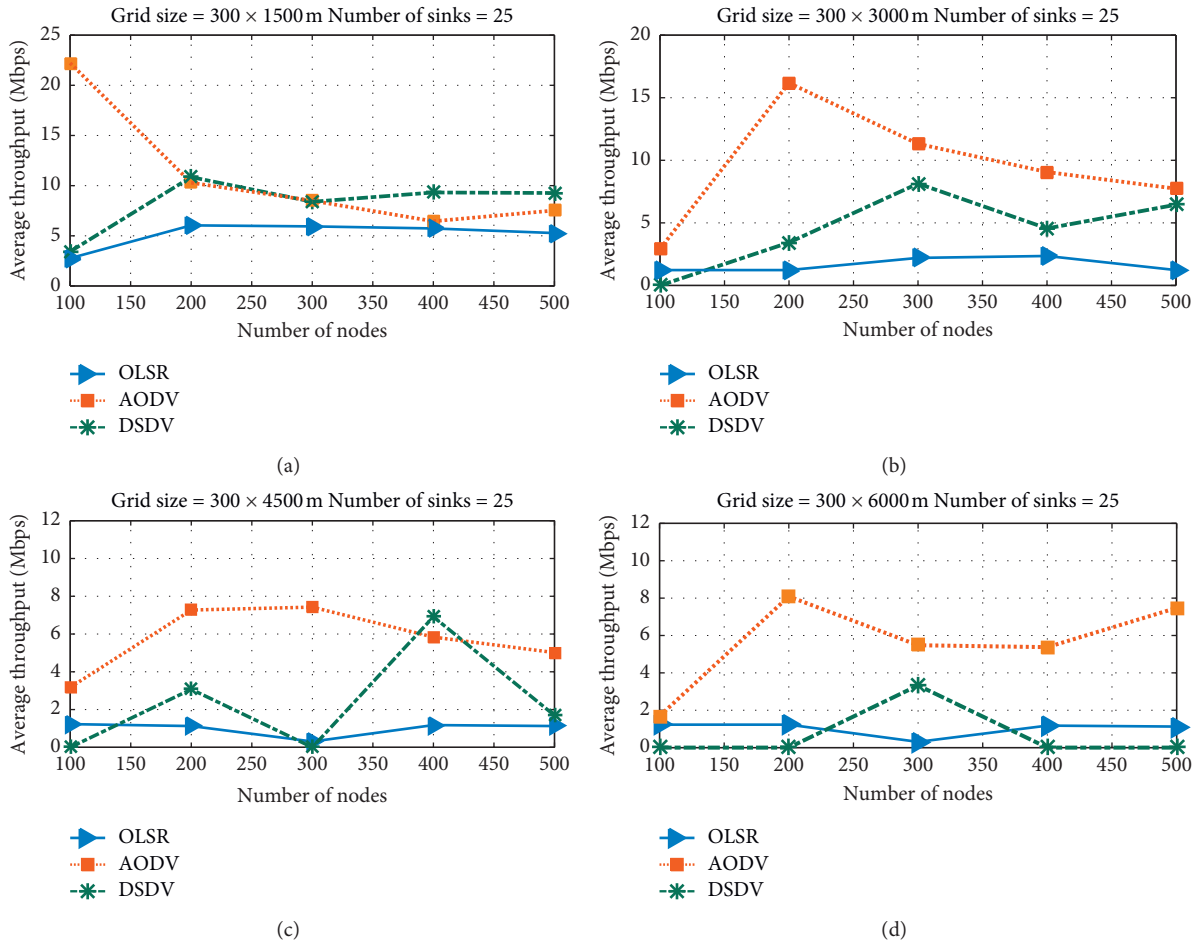 Grid size = 300 × 1500 m Number of sinks = 25
Average throughput (Mbps)
25
20
15
10
5
0
100 150 200 250 300 350 400 450 500
Number of nodes
OLSR
AODV
DSDV
(a)
Grid size = 300 × 3000 m Number of sinks = 25
Average throughput (Mbps)
20
15
10
5
0
100 150 200 250 300 350 400 450 500
Number of nodes
OLSR
AODV
DSDV
(b)
Grid size = 300 × 4500 m Number of sinks = 25
Average throughput (Mbps)
12
10
8
6
4
2
0
100 150 200 250 300 350 400 450 500
Number of nodes
OLSR
AODV
DSDV
(c)
Grid size = 300 × 6000 m Number of sinks = 25
Average throughput (Mbps)
12
10
8
6
4
2
0
100 150 200 250 300 350 400 450 500
Number of nodes
OLSR
AODV
DSDV
(d)